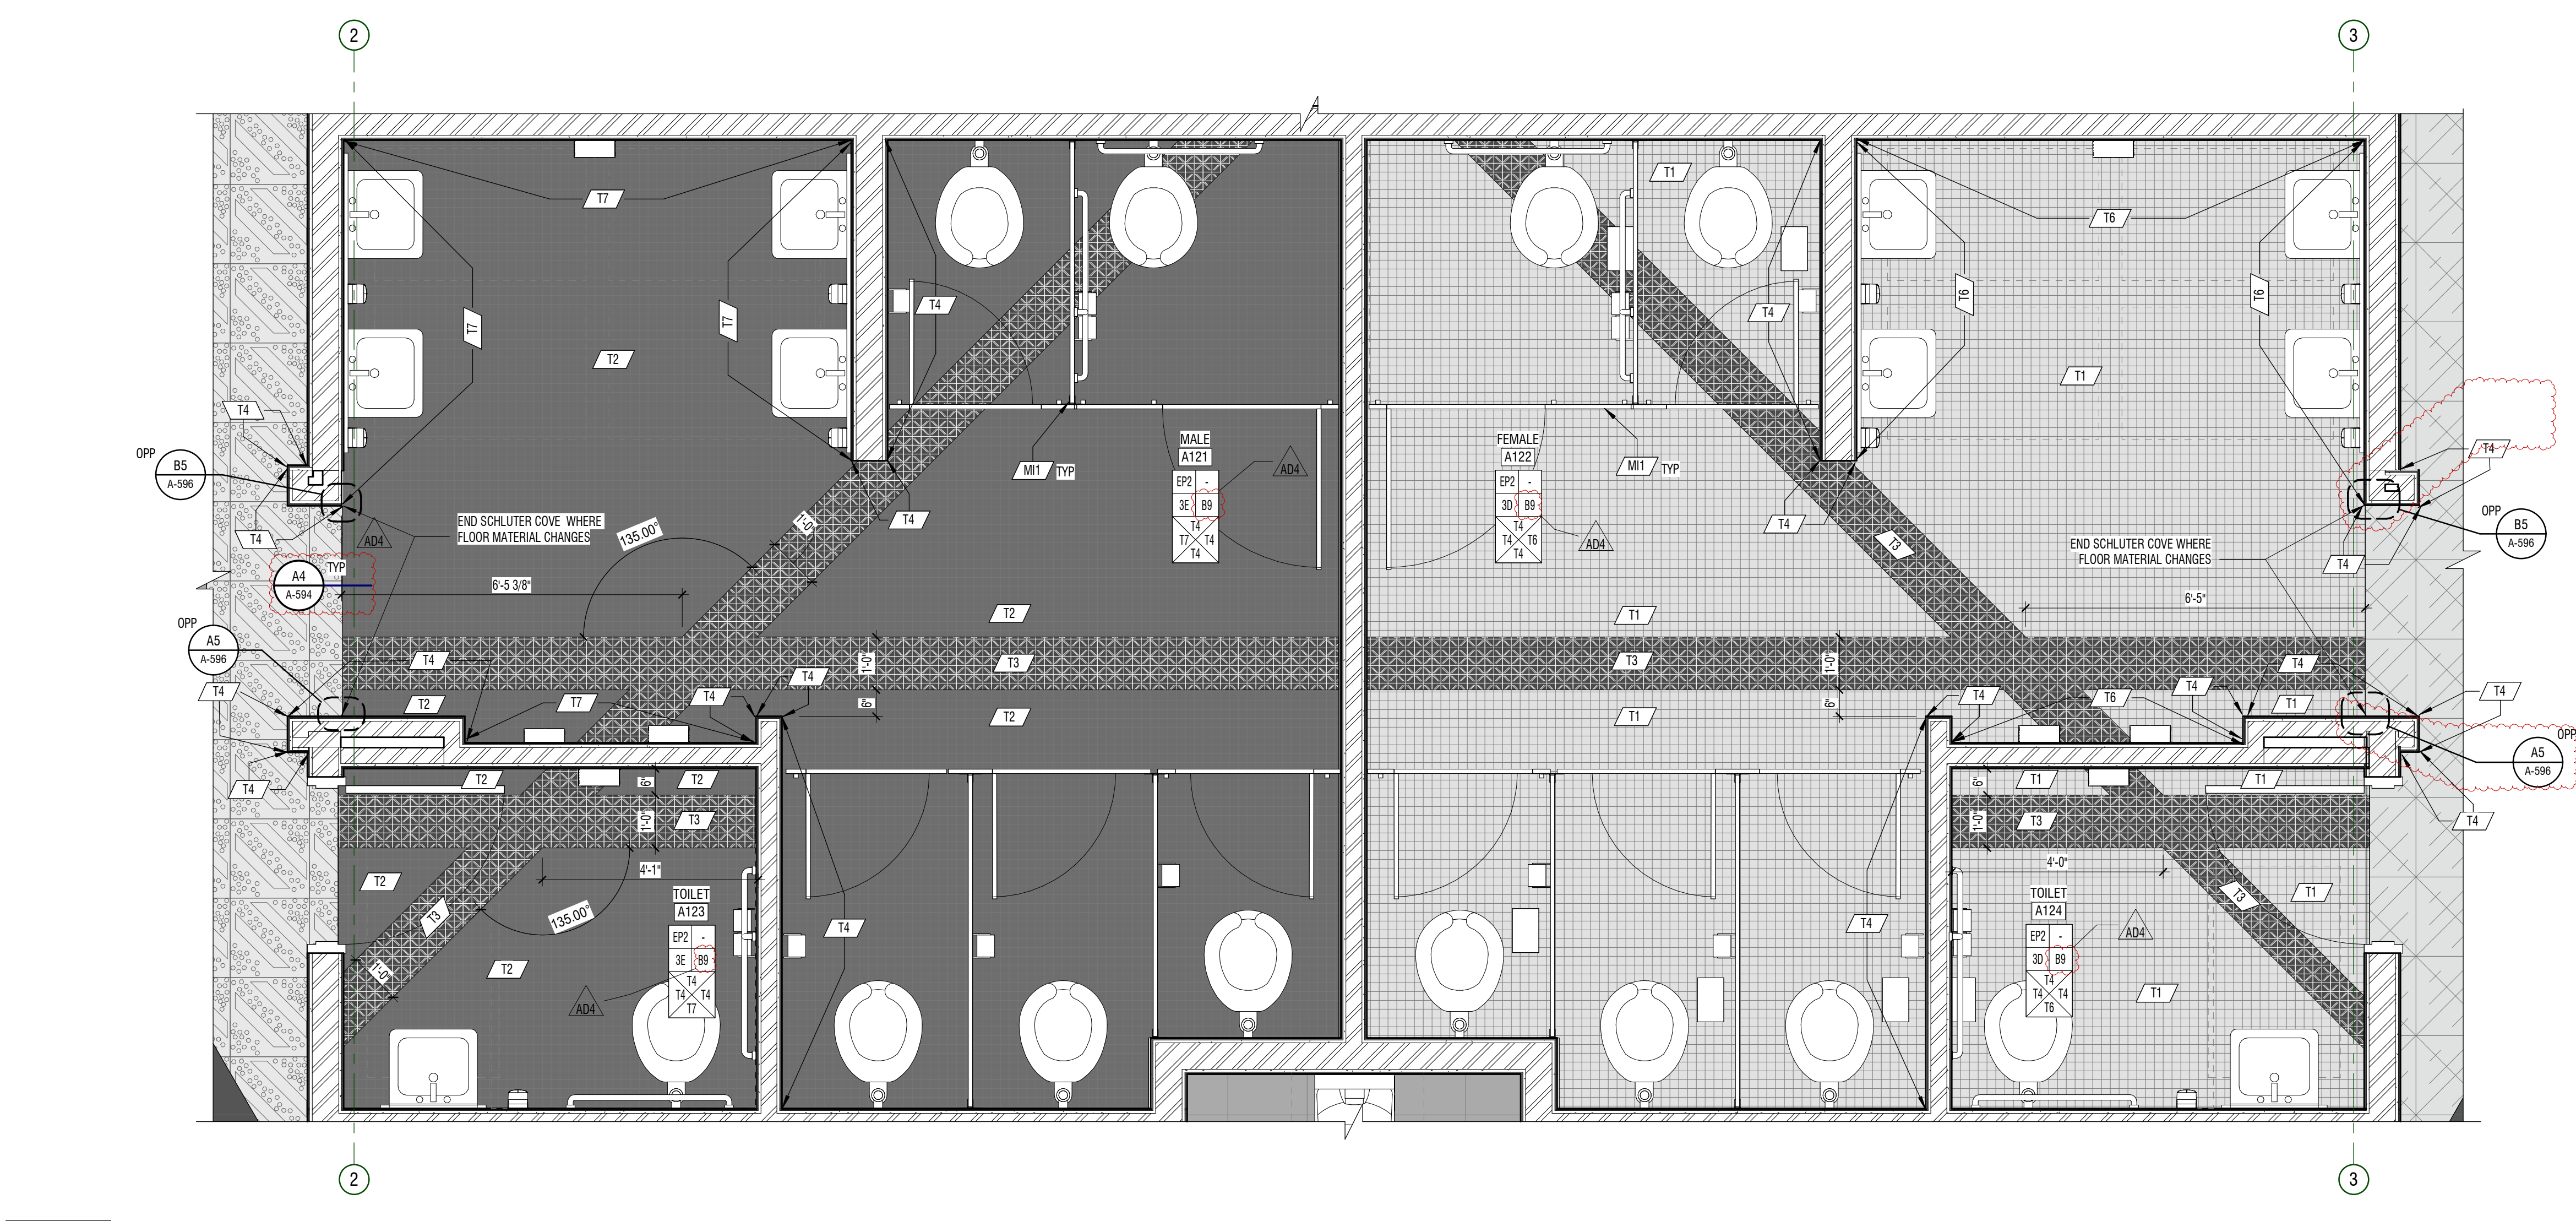 2
3
T7
T1
T6
T7
T7
T4
T4
T6
T6
T2
T1
T4
OPP
B5
A-596
MALE
A121
EP2 -
3E B9
T4
T7 T4
T4
AD4
MI1 TYP
FEMALE
A122
EP2 -
3D B9
T4
T4 T6
T4
AD4
MI1 TYP
T4
OPP
B5
A-596
T4
AD4
END SCHLUTER COVE WHERE
FLOOR MATERIAL CHANGES
135.00°
1'-0"
T4
T4
T3
END SCHLUTER COVE WHERE
FLOOR MATERIAL CHANGES
T4
TYP
A4
A-594
6'-5 3/8"
6'-5"
OPP
A5
A-596
T2
T1
T4
1'-0"
T3
T3
1'-0"
T4
T4
T2
T7
T4
T4
6"
T2
T1
6"
T4
T6
T4
T1
T4
OPP
A5
A-596
T4
T2
6"
T2
6"
T1
T1
1'-0"
T3
1'-0"
T3
T4
T2
4'-1"
4'-0"
T1
T3
135.00°
TOILET
A123
EP2 -
3E B9
T4
T4 T4
T7
AD4
T4
T4
TOILET
A124
EP2 -
3D B9
T4
T4 T4
T6
AD4
T3
1'-0"
T2
T1
2
3